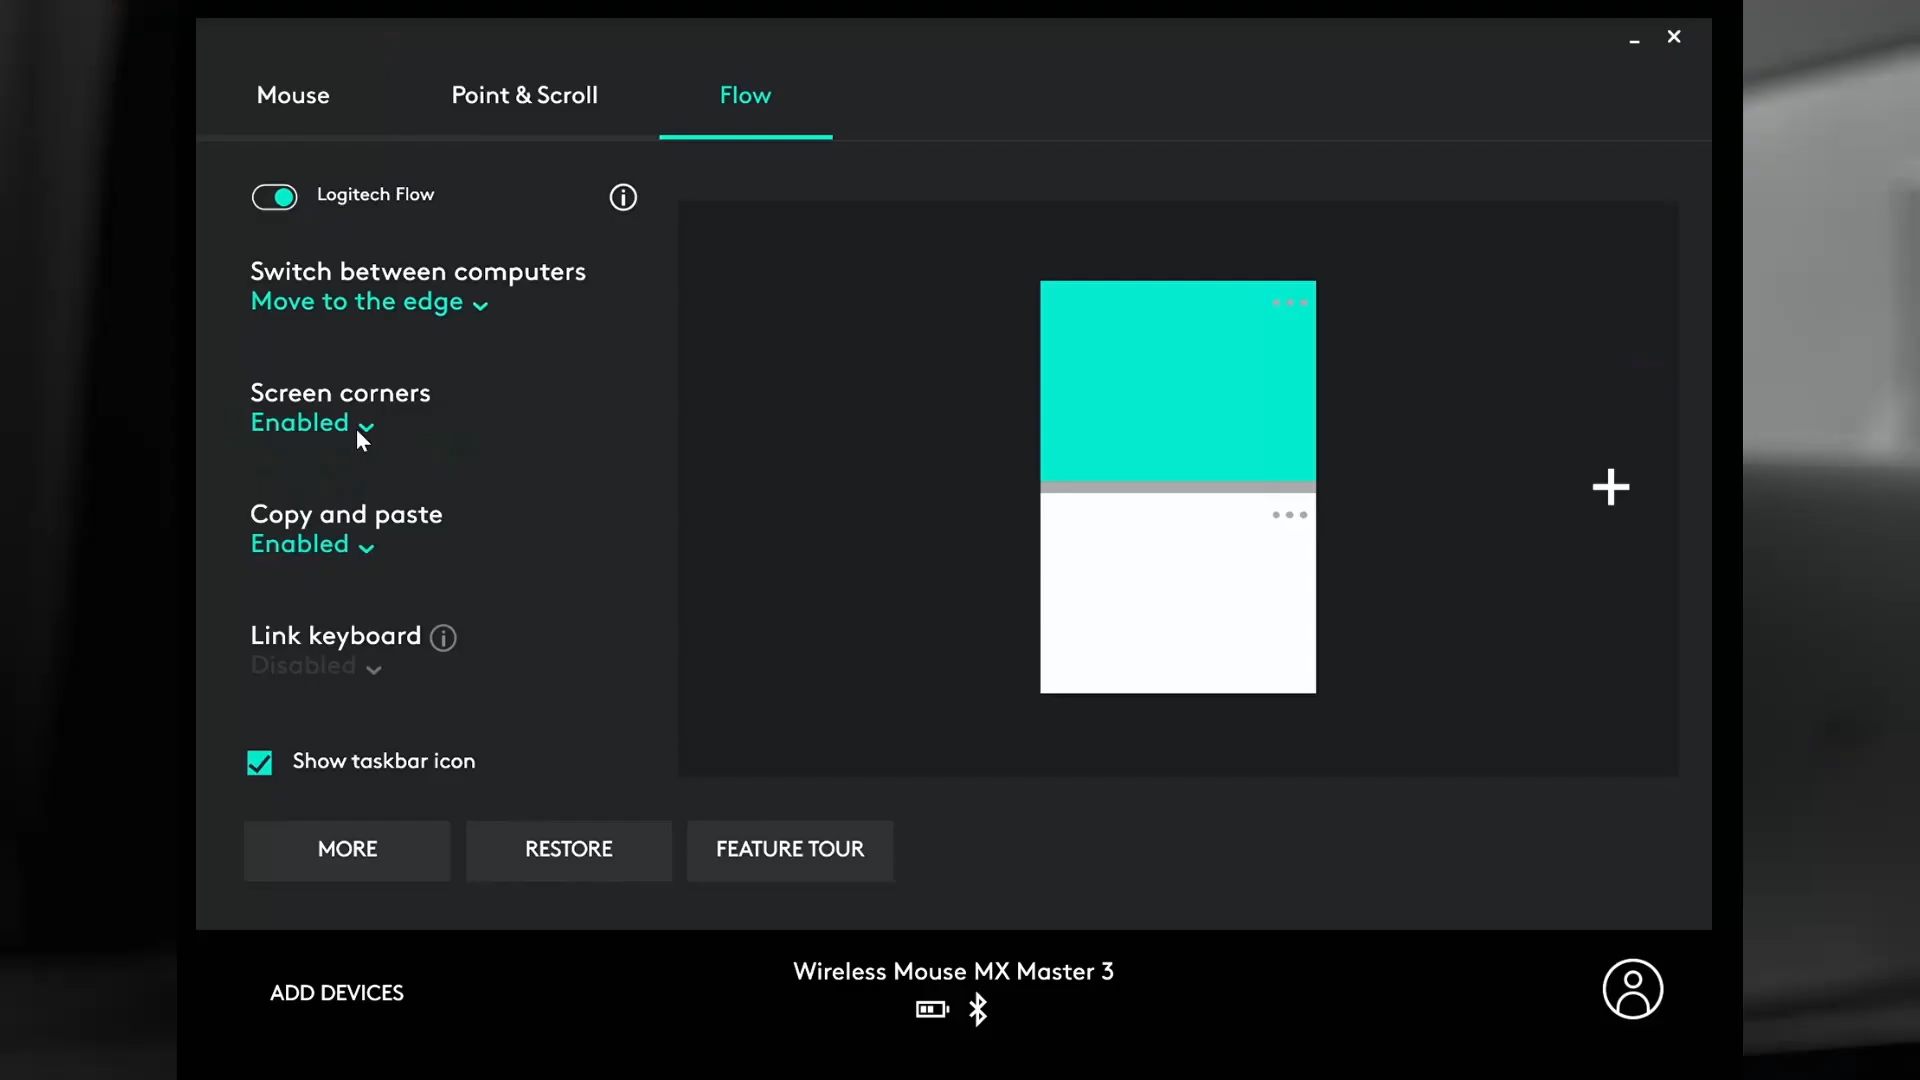 Mouse
Point & Scroll
Flow
Logitech Flow
Switch between computers
Move to the edge
Screen corners
Enabled
Copy and paste
Enabled
Link keyboard
Disabled
Show taskbar icon
MORE
RESTORE
FEATURE TOUR
ADD DEVICES
Wireless Mouse MX Master 3